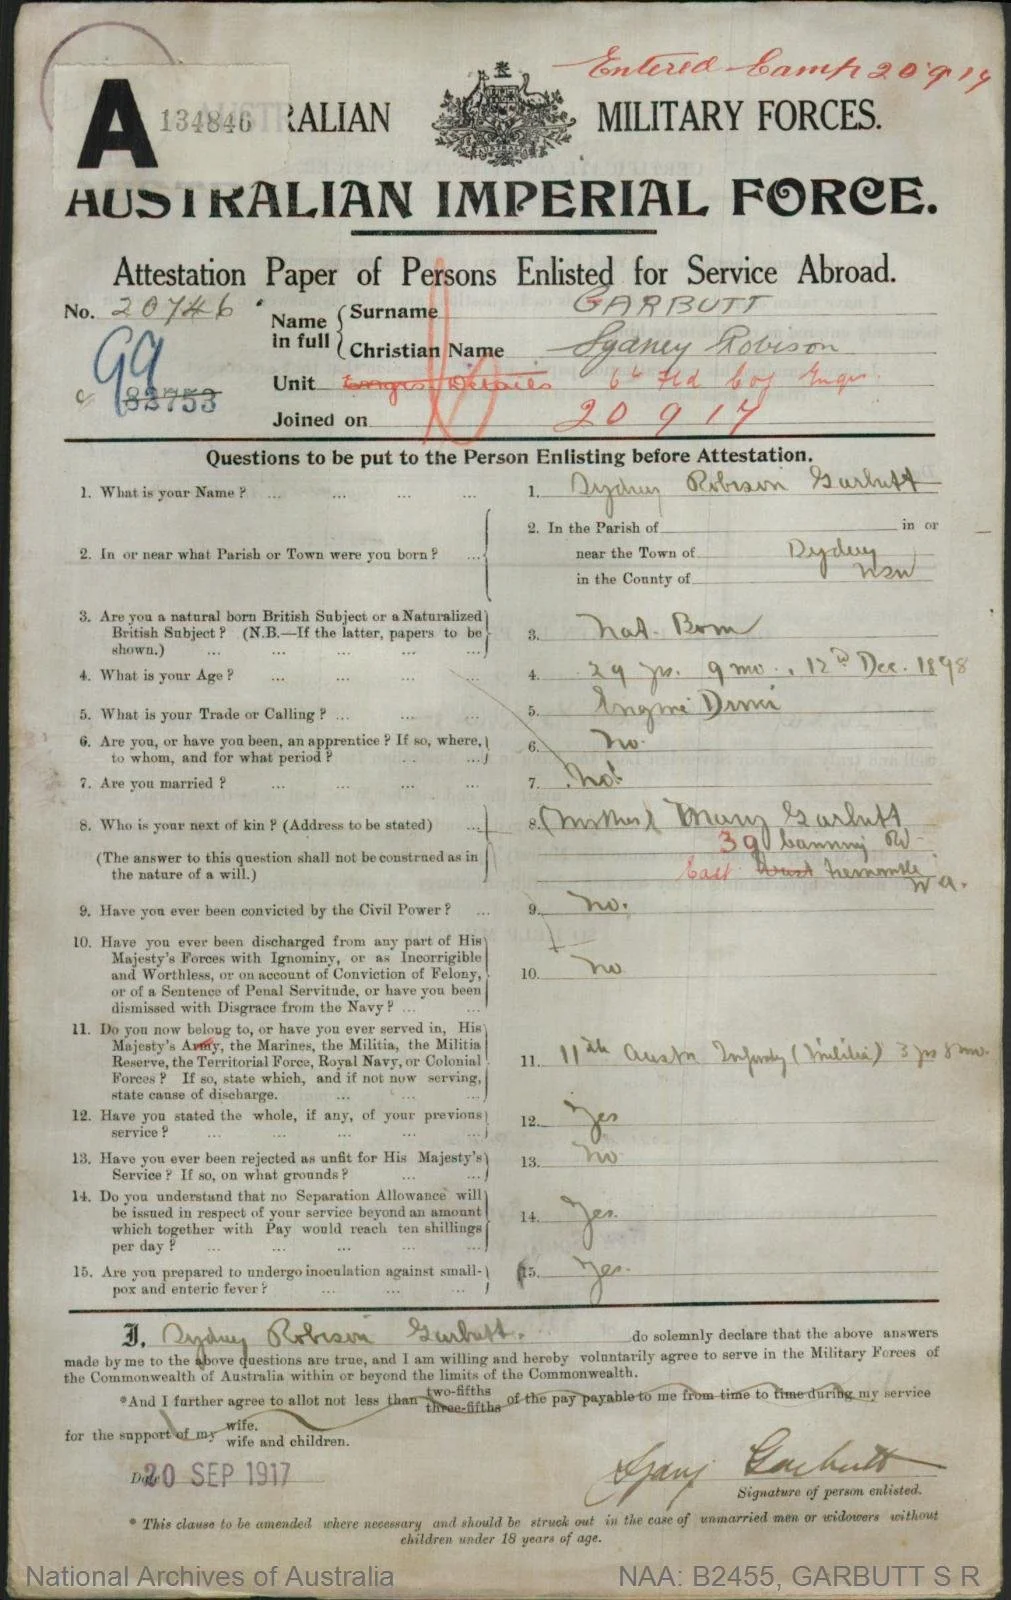 Entered Camp 20 9 17
A 134846 RALIAN MILITARY FORCES.
AUSTRALIA
AUSTRALIAN IMPERIAL FORCE.
Attestation Paper of Persons Enlisted for Service Abroad.
No. 20746
Name in full
Surname GARBUTT
Christian Name Sydney Robison
99
Unit Engrs Details 6th Fld Coy Engrs.
83753
Joined on 20 9 17
Questions to be put to the Person Enlisting before Attestation.
1. What is your Name ? ... ... ... ... 1. Sydney Robison Garbutt
2. In or near what Parish or Town were you born ? ...
2. In the Parish of in or
near the Town of Sydney
in the County of NSW
3. Are you a natural born British Subject or a Naturalized
British Subject ? (N.B.—If the latter, papers to be
shown.) ... ... ... ... ...
3. Nat. Born
4. What is your Age ? ... ... ... ... 4. 29 yrs. 9 mo. , 12th Dec. 1898
5. What is your Trade or Calling ? ... ... ... 5. Engine Driver
6. Are you, or have you been, an apprentice ? If so, where,
to whom, and for what period ? ... ... ...
6. No.
7. Are you married ? ... ... ... ... 7. No.
8. Who is your next of kin ? (Address to be stated) ...
8. (Mother) Mary Garbutt
39 Canning Rd
(The answer to this question shall not be construed as in
the nature of a will.)
East West Fremantle
W.A.
9. Have you ever been convicted by the Civil Power ? ... 9. No.
10. Have you ever been discharged from any part of His
Majesty's Forces with Ignominy, or as Incorrigible
and Worthless, or on account of Conviction of Felony,
or of a Sentence of Penal Servitude, or have you been
dismissed with Disgrace from the Navy ? ... ...
10. No
11. Do you now belong to, or have you ever served in, His
Majesty's Army, the Marines, the Militia, the Militia
Reserve, the Territorial Force, Royal Navy, or Colonial
Forces ? If so, state which, and if not now serving,
state cause of discharge. ... ... ...
11. 11th Austn Infantry (Militia) 3 yrs 8 mo.
12. Have you stated the whole, if any, of your previous
service ? ... ... ... ... ...
12. Yes
13. Have you ever been rejected as unfit for His Majesty's
Service ? If so, on what grounds ? ... ...
13. No
14. Do you understand that no Separation Allowance will
be issued in respect of your service beyond an amount
which together with Pay would reach ten shillings
per day ? ... ... ... ... ...
14. Yes.
15. Are you prepared to undergo inoculation against small-
pox and enteric fever ? ... ... ...
15. Yes.
I, Sydney Robison Garbutt. do solemnly declare that the above answers
made by me to the above questions are true, and I am willing and hereby voluntarily agree to serve in the Military Forces of
the Commonwealth of Australia within or beyond the limits of the Commonwealth.
*And I further agree to allot not less than two-fifths three-fifths of the pay payable to me from time to time during my service
for the support of my wife. wife and children.
Date 20 SEP 1917
Sydney Garbutt
Signature of person enlisted.
* This clause to be amended where necessary and should be struck out in the case of unmarried men or widowers without
children under 18 years of age.
National Archives of Australia NAA: B2455, GARBUTT S R